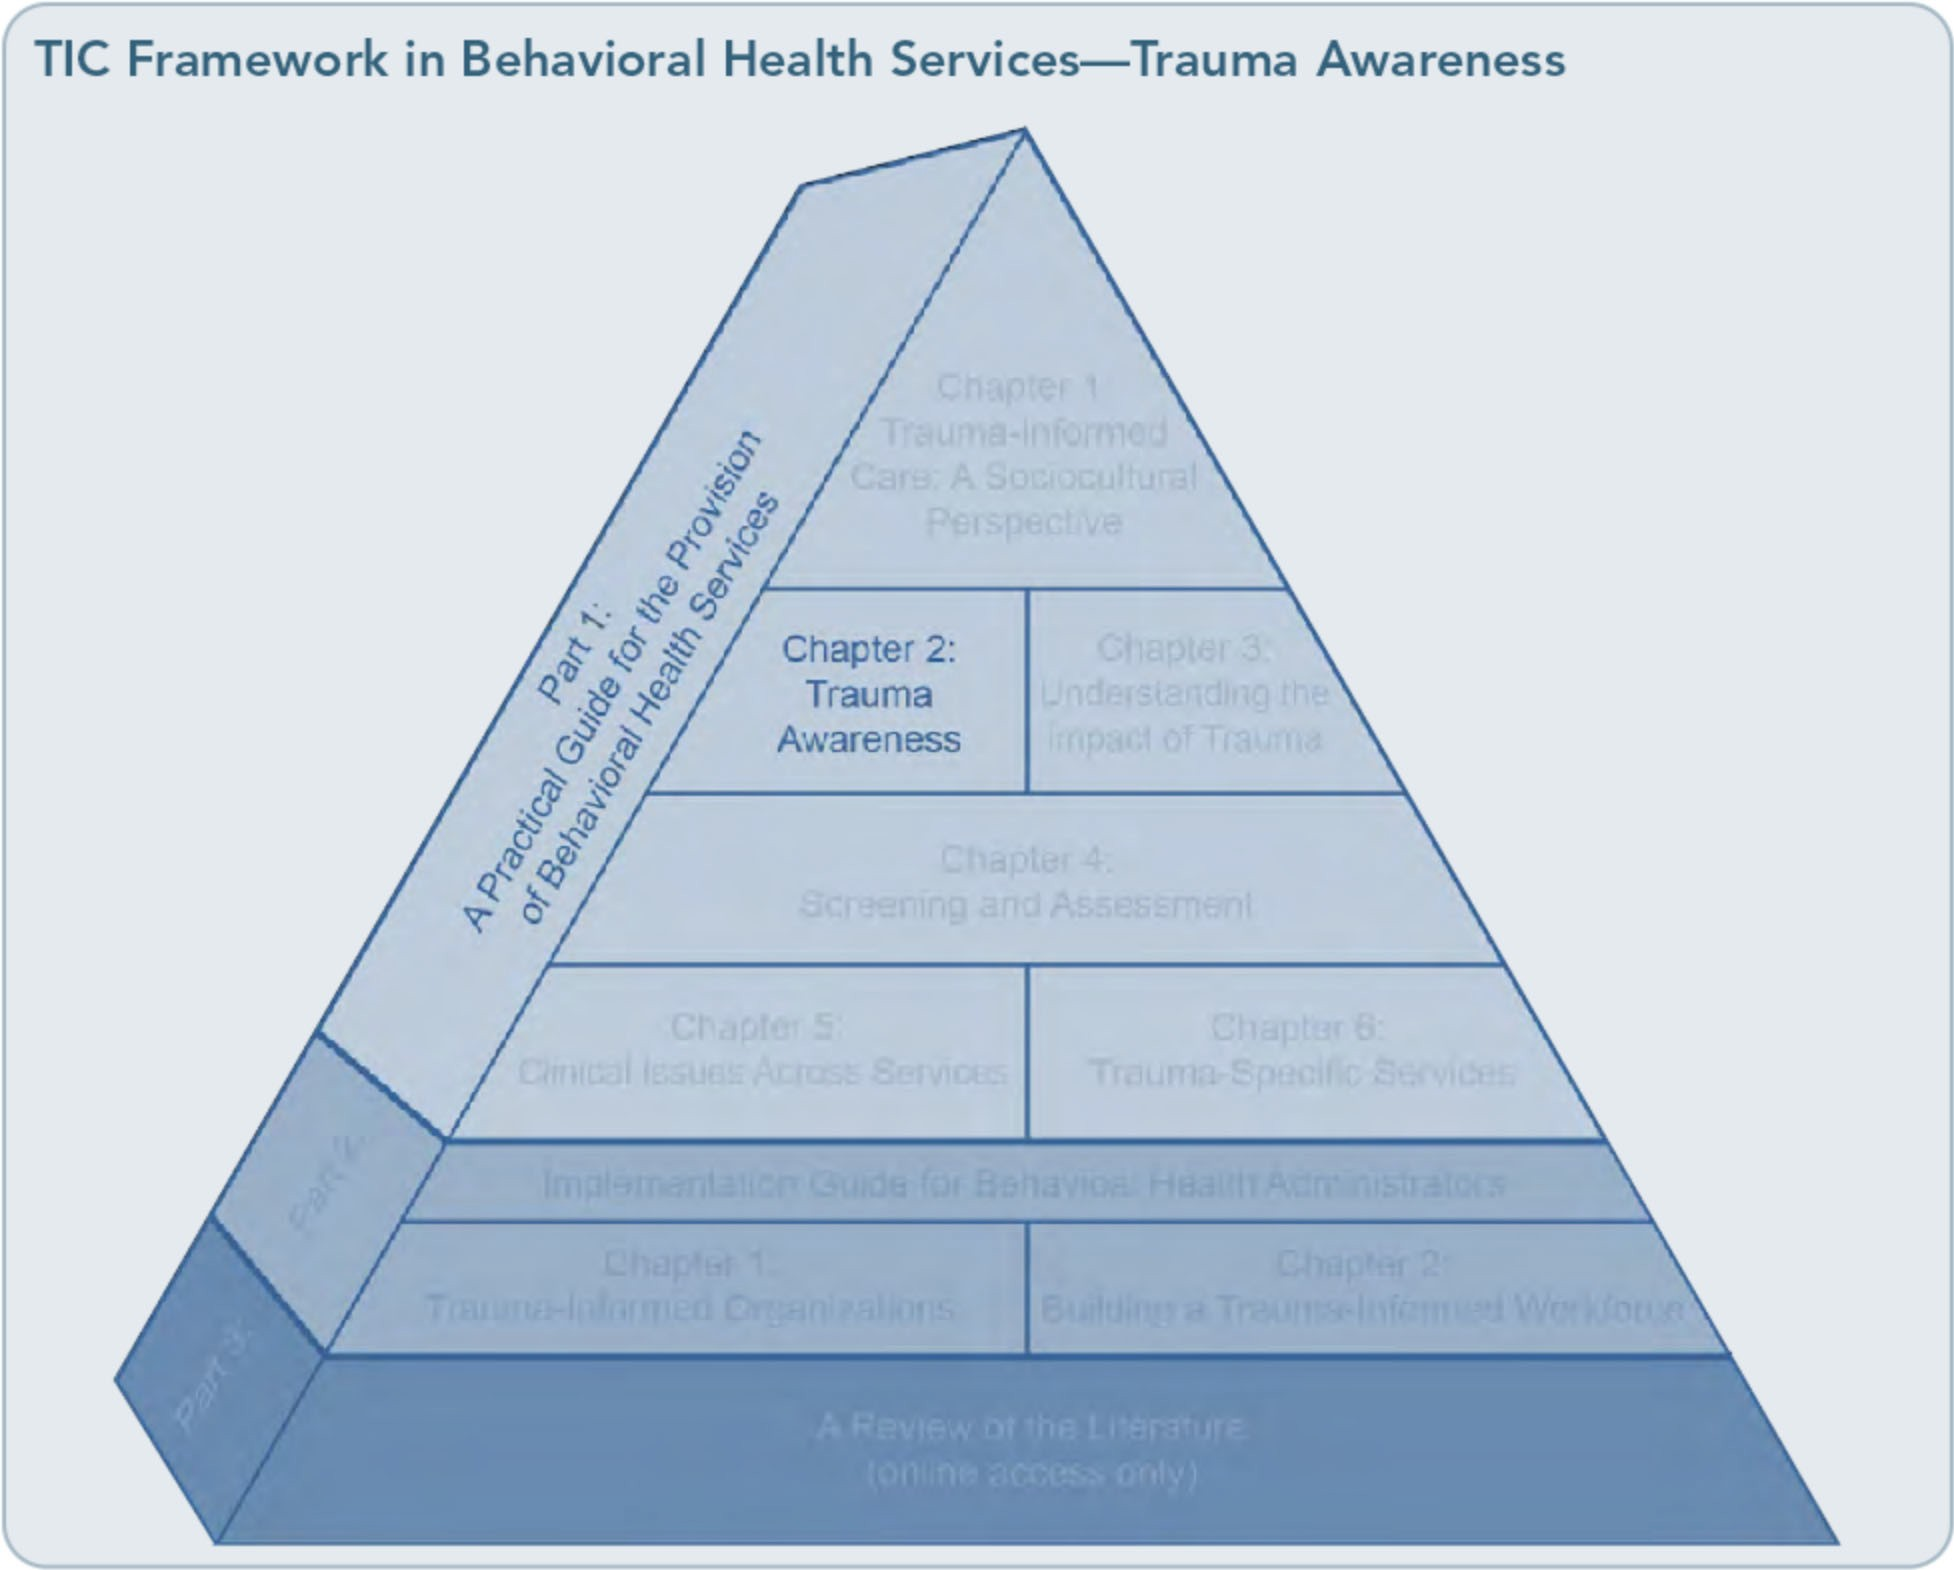 TIC Framework in Behavioral Health Services—Trauma Awareness
Part 1:
A Practical Guide for the Provision
of Behavioral Health Services
Chapter 1
Trauma-Informed
Care: A Sociocultural
Perspective
Chapter 2:
Trauma
Awareness
Chapter 3:
Understanding the
Impact of Trauma
Chapter 4:
Screening and Assessment
Chapter 5:
Clinical Issues Across Services
Chapter 6:
Trauma-Specific Services
Part 2:
Implementation Guide for Behavioral Health Administrators
Chapter 1:
Trauma-Informed Organizations
Chapter 2:
Building a Trauma-Informed Workforce
Part 3:
A Review of the Literature
(online access only)